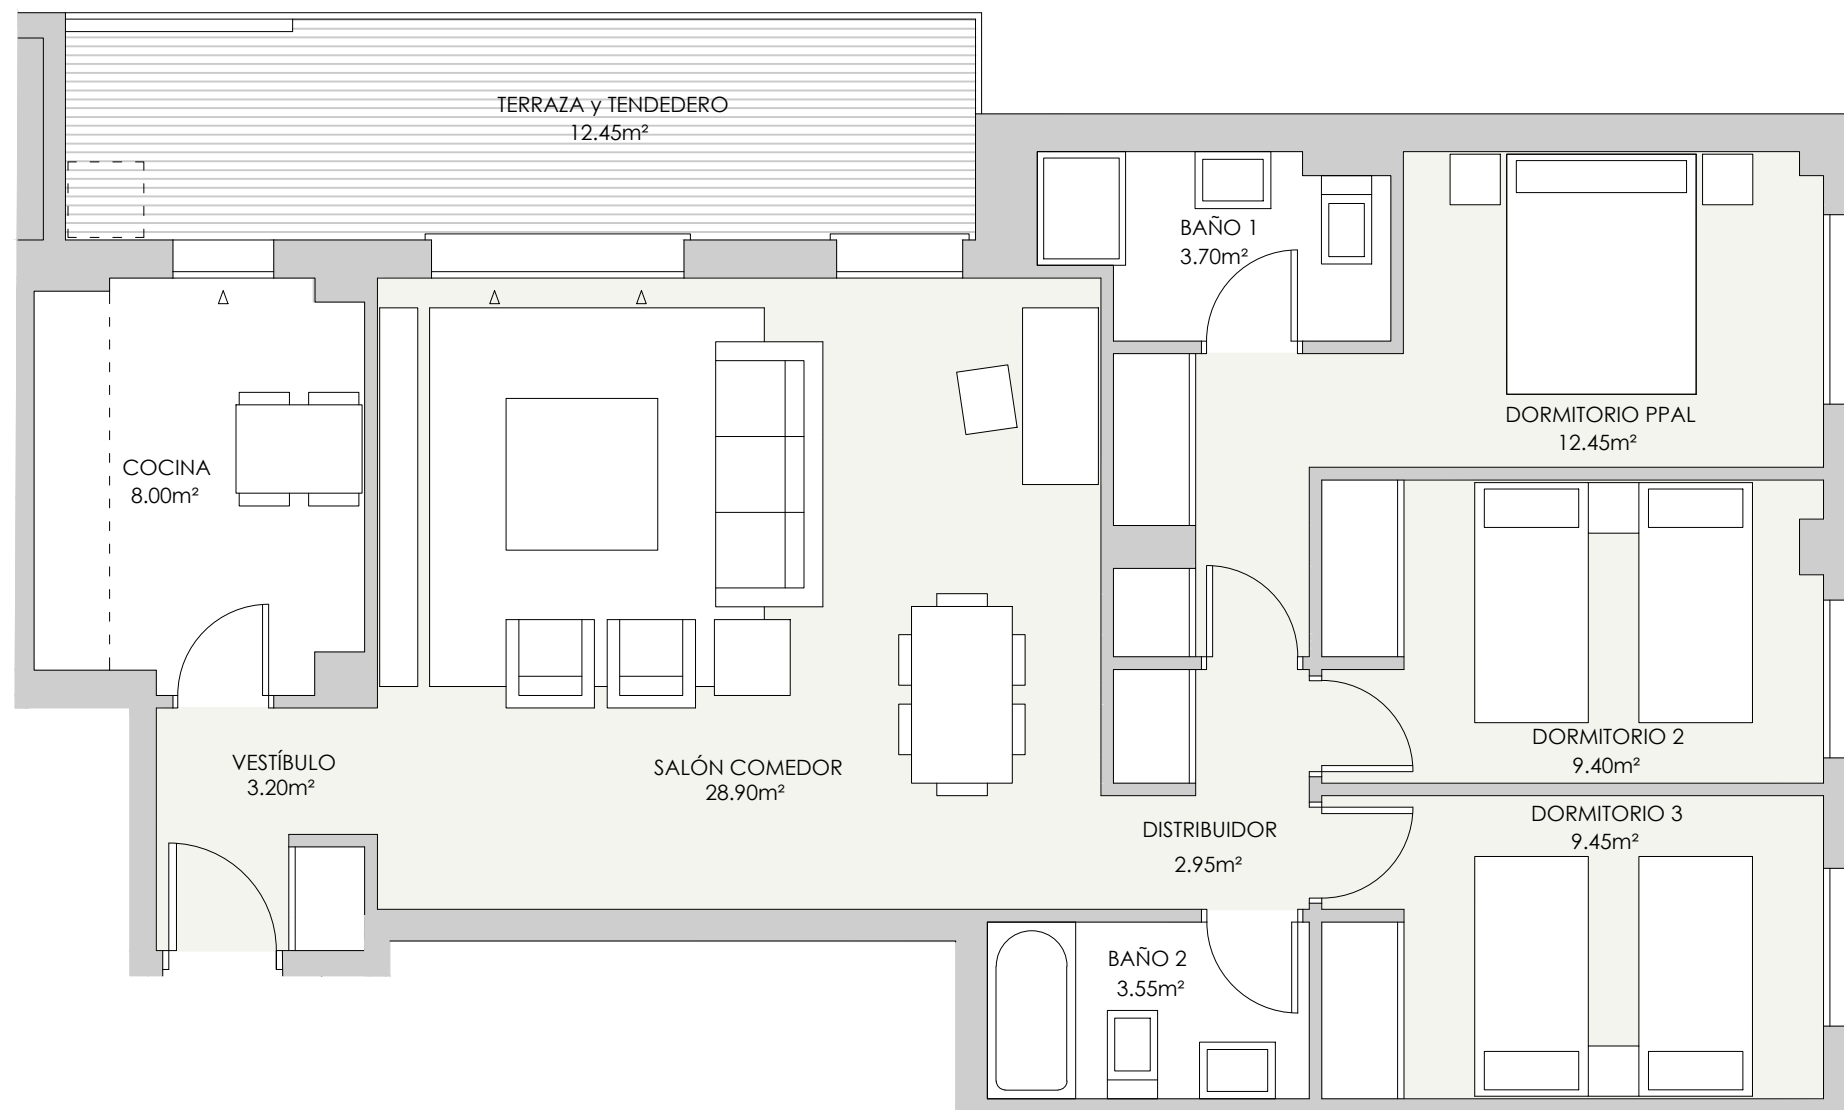 TERRAZA y TENDEDERO
12.45m²
BAÑO 1
3.70m²
DORMITORIO PPAL
12.45m²
COCINA
8.00m²
DORMITORIO 2
9.40m²
VESTÍBULO
3.20m²
SALÓN COMEDOR
28.90m²
DISTRIBUIDOR
2.95m²
DORMITORIO 3
9.45m²
BAÑO 2
3.55m²